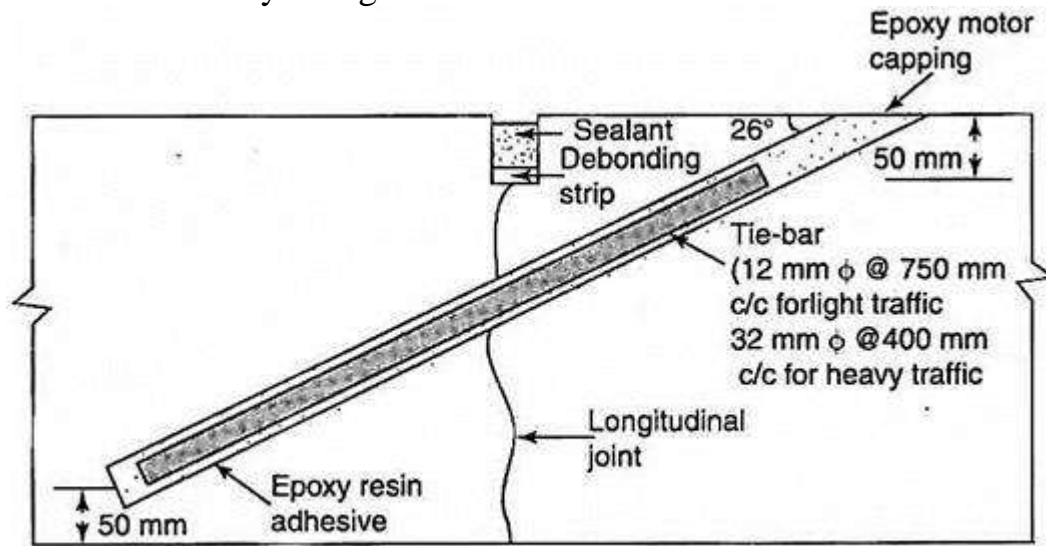 Epoxy motor
capping
Sealant
Debonding
strip
26°
50 mm
Tie-bar
(12 mm ϕ @ 750 mm
c/c forlight traffic
32 mm ϕ @400 mm
c/c for heavy traffic
Longitudinal
joint
Epoxy resin
adhesive
50 mm